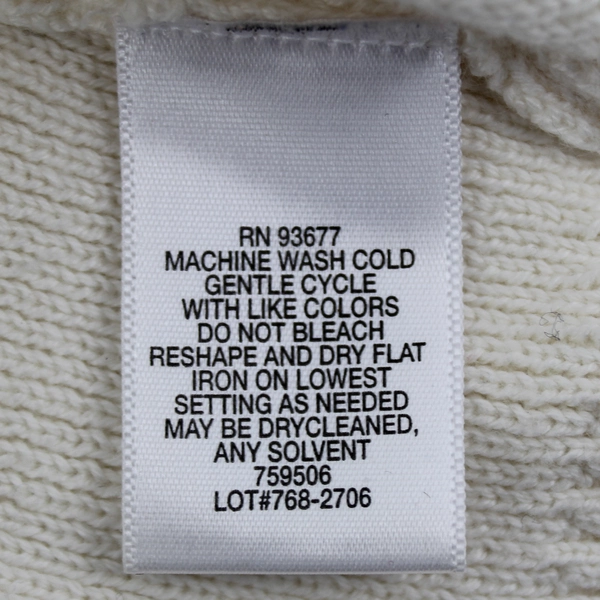 RN 93677
MACHINE WASH COLD
GENTLE CYCLE
WITH LIKE COLORS
DO NOT BLEACH
RESHAPE AND DRY FLAT
IRON ON LOWEST
SETTING AS NEEDED
MAY BE DRYCLEANED,
ANY SOLVENT
759506
LOT#768-2706